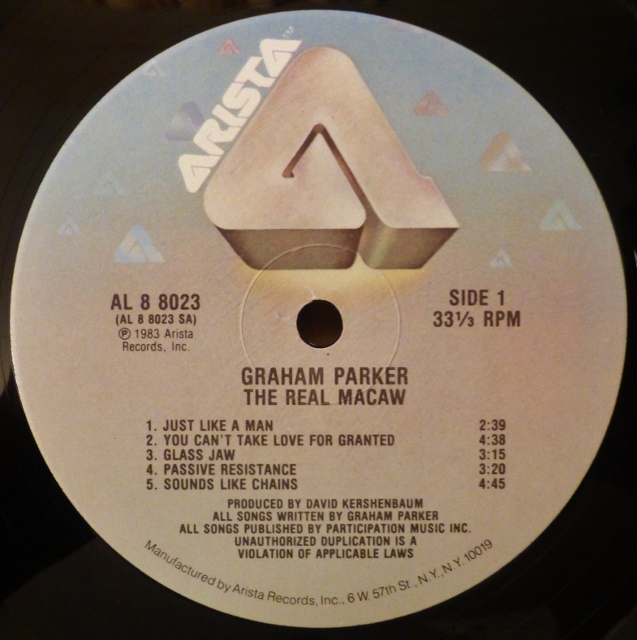 ARISTA™
AL 8 8023
(AL 8 8023 SA)
℗ 1983 Arista
Records, Inc.
SIDE 1
33⅓ RPM
GRAHAM PARKER
THE REAL MACAW
1. JUST LIKE A MAN 2:39
2. YOU CAN'T TAKE LOVE FOR GRANTED 4:38
3. GLASS JAW 3:15
4. PASSIVE RESISTANCE 3:20
5. SOUNDS LIKE CHAINS 4:45
PRODUCED BY DAVID KERSHENBAUM
ALL SONGS WRITTEN BY GRAHAM PARKER
ALL SONGS PUBLISHED BY PARTICIPATION MUSIC INC.
UNAUTHORIZED DUPLICATION IS A
VIOLATION OF APPLICABLE LAWS
Manufactured by Arista Records, Inc., 6 W. 57th St., N.Y., N.Y. 10019